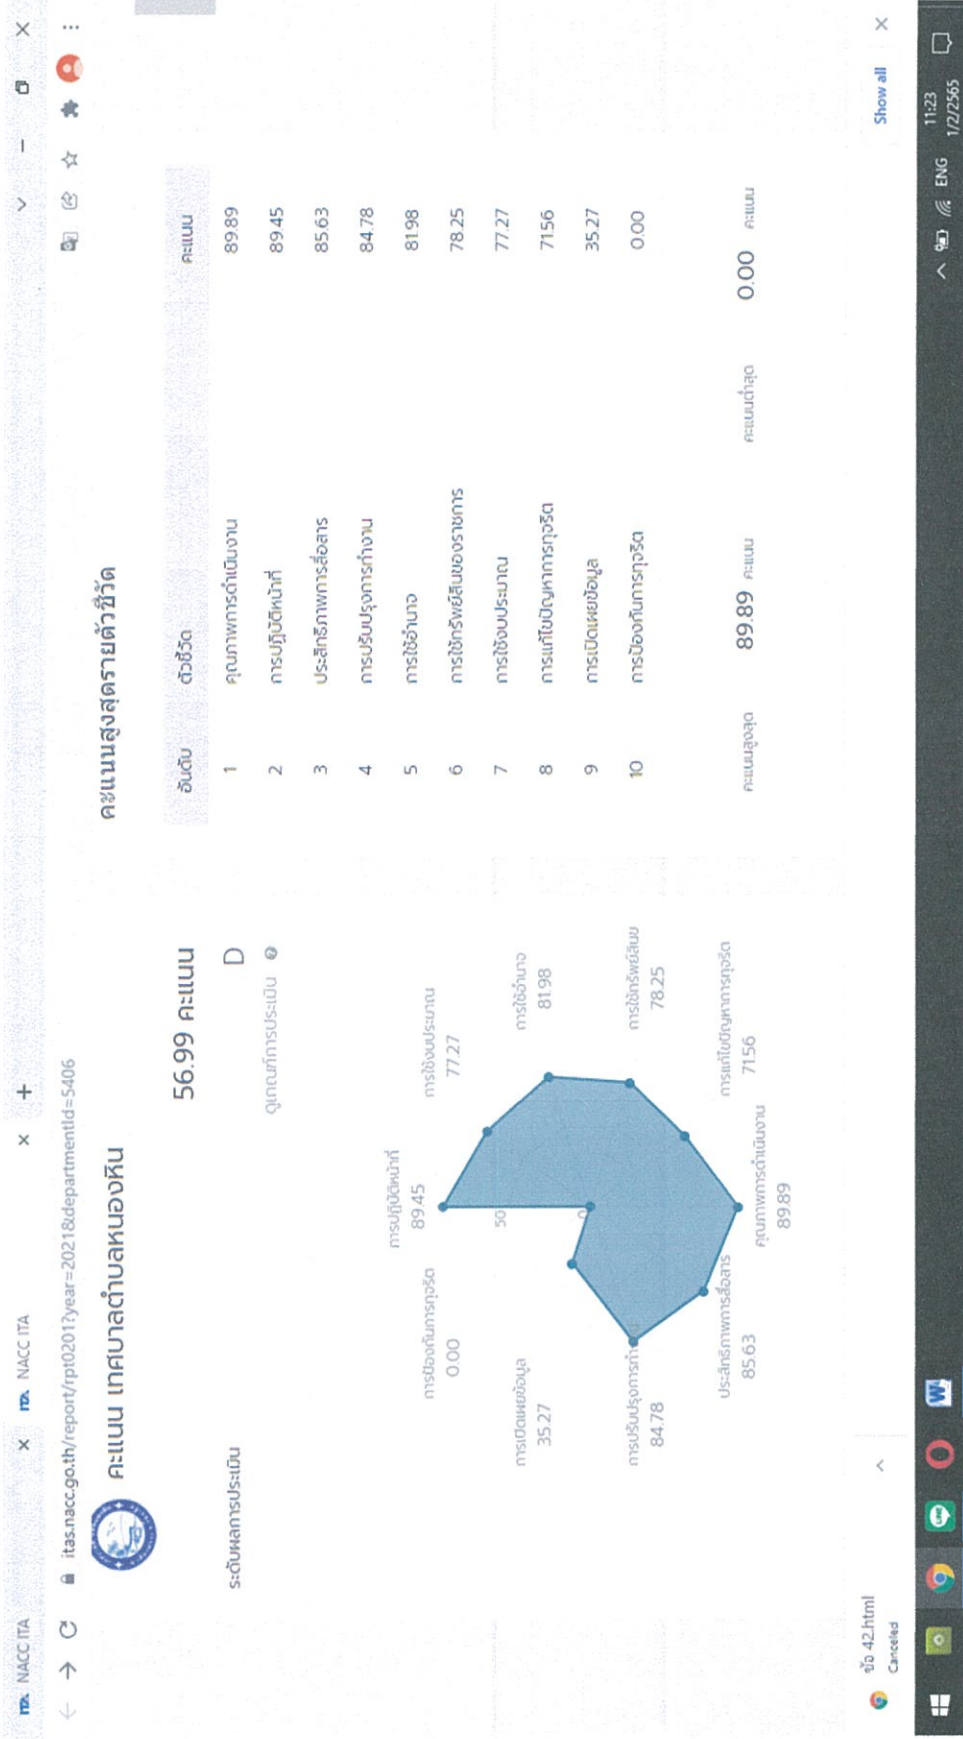 NACC ITA
NACC ITA
itas.nacc.go.th/report/rpt0201?year=2021&departmentId=5406
คะแนน เทศบาลตำบลหนองหิน
56.99 คะแนน
ระดับผลการประเมิน D
ดูเกณฑ์การประเมิน
การปฏิบัติหน้าที่
89.45
การใช้งบประมาณ
77.27
การใช้อำนาจ
81.98
การใช้ทรัพย์สินข
78.25
การแก้ไขปัญหาการทุจริต
71.56
คุณภาพการดำเนินงาน
89.89
ประสิทธิภาพการสื่อสาร
85.63
การปรับปรุงการทำ
84.78
การเปิดเผยข้อมูล
35.27
การป้องกันการทุจริต
0.00
50
0
คะแนนสูงสุดรายตัวชี้วัด
อันดับ ตัวชี้วัด คะแนน
1 คุณภาพการดำเนินงาน 89.89
2 การปฏิบัติหน้าที่ 89.45
3 ประสิทธิภาพการสื่อสาร 85.63
4 การปรับปรุงการทำงาน 84.78
5 การใช้อำนาจ 81.98
6 การใช้ทรัพย์สินของราชการ 78.25
7 การใช้งบประมาณ 77.27
8 การแก้ไขปัญหาการทุจริต 71.56
9 การเปิดเผยข้อมูล 35.27
10 การป้องกันการทุจริต 0.00
คะแนนสูงสุด 89.89 คะแนน คะแนนต่ำสุด 0.00 คะแนน
ข้อ 42.html
Canceled
Show all
ENG
11:23
1/2/2565